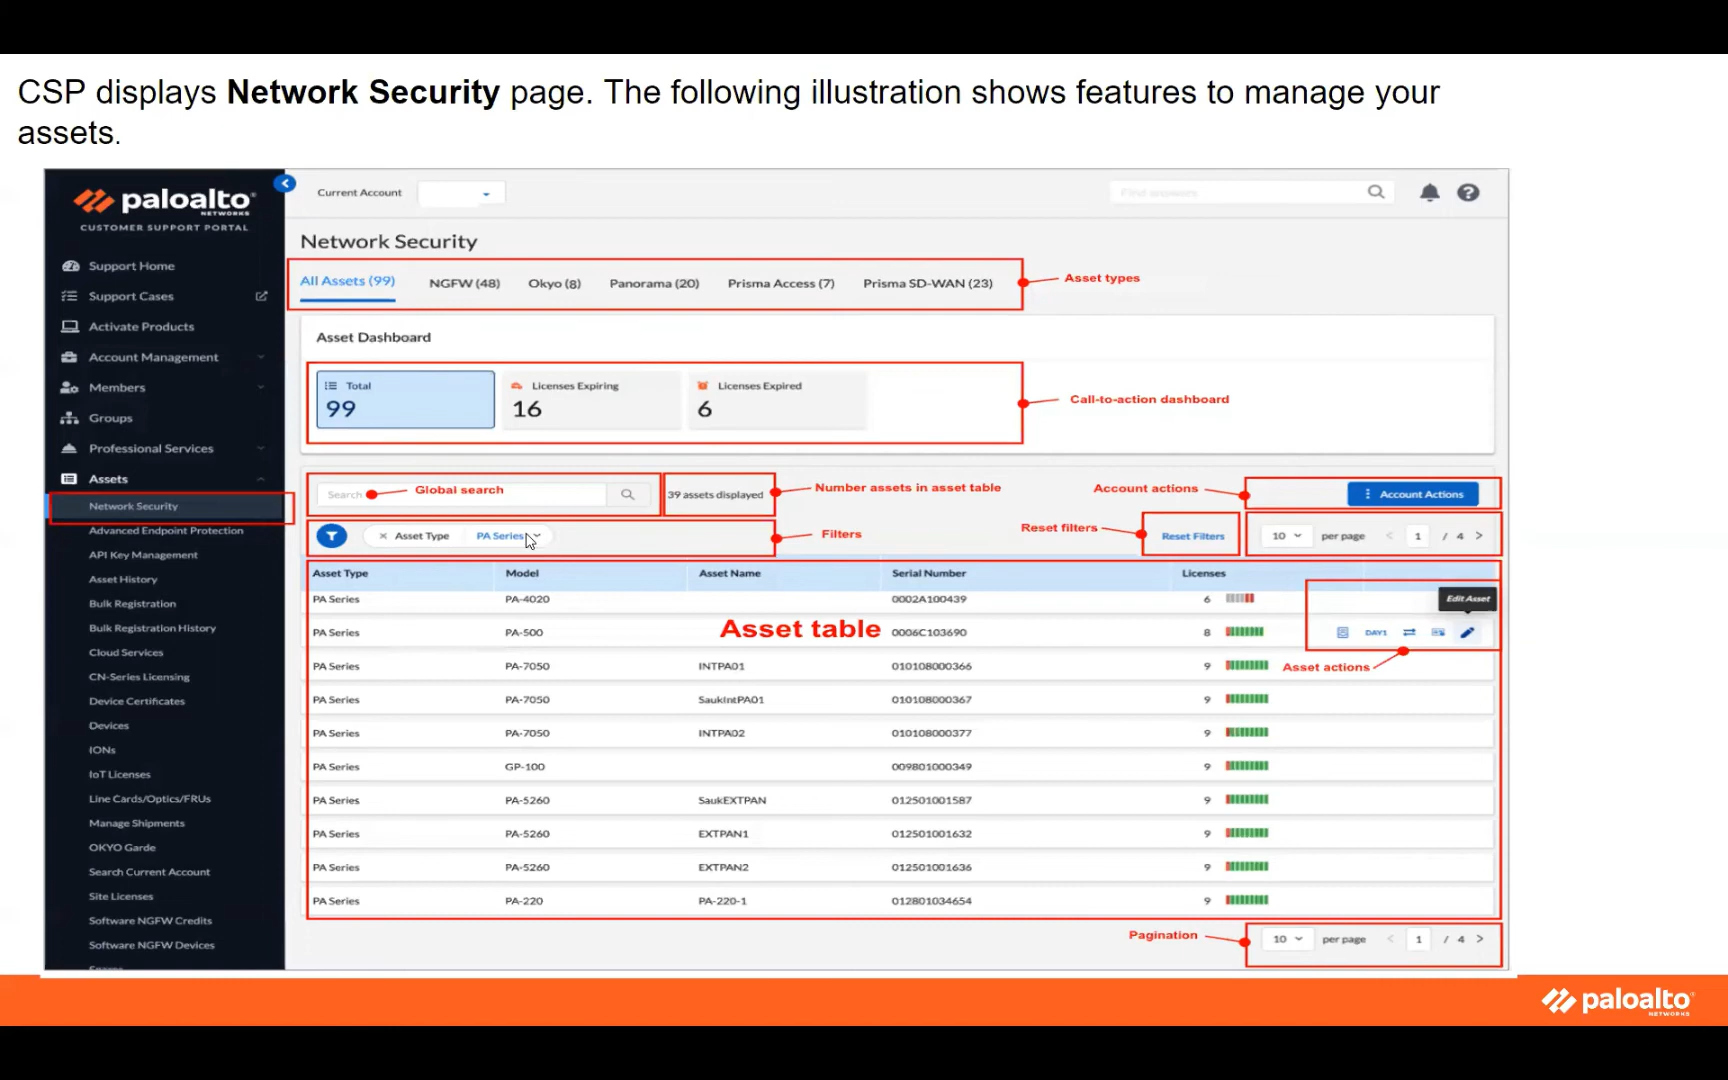 CSP displays Network Security page. The following illustration shows features to manage your
assets.
paloalto
NETWORKS
CUSTOMER SUPPORT PORTAL
Support Home
Support Cases
Activate Products
Account Management
Members
Groups
Professional Services
Assets
Network Security
Advanced Endpoint Protection
API Key Management
Asset History
Bulk Registration
Bulk Registration History
Cloud Services
CN-Series Licensing
Device Certificates
Devices
IONs
IoT Licenses
Line Cards/Optics/FRUs
Manage Shipments
OKYO Garde
Search Current Account
Site Licenses
Software NGFW Credits
Software NGFW Devices
Current Account
Find answers
Network Security
All Assets (99) NGFW (48) Okyo (8) Panorama (20) Prisma Access (7) Prisma SD-WAN (23)
Asset types
Asset Dashboard
Total
99
Licenses Expiring
16
Licenses Expired
6
Call-to-action dashboard
Search
Global search
39 assets displayed
Number assets in asset table
Account actions
Account Actions
Asset Type PA Series
Filters
Reset filters
Reset Filters
10 per page < 1 / 4 >
Asset Type Model Asset Name Serial Number Licenses
PA Series PA-4020 0002A100439 6
Edit Asset
PA Series PA-500 0006C103690 8 DAY1
Asset table
Asset actions
PA Series PA-7050 INTPA01 010108000366 9
PA Series PA-7050 SaukIntPA01 010108000367 9
PA Series PA-7050 INTPA02 010108000377 9
PA Series GP-100 009801000349 9
PA Series PA-5260 SaukEXTPAN 012501001587 9
PA Series PA-5260 EXTPAN1 012501001632 9
PA Series PA-5260 EXTPAN2 012501001636 9
PA Series PA-220 PA-220-1 012801034654 9
Pagination
10 per page < 1 / 4 >
paloalto
NETWORKS